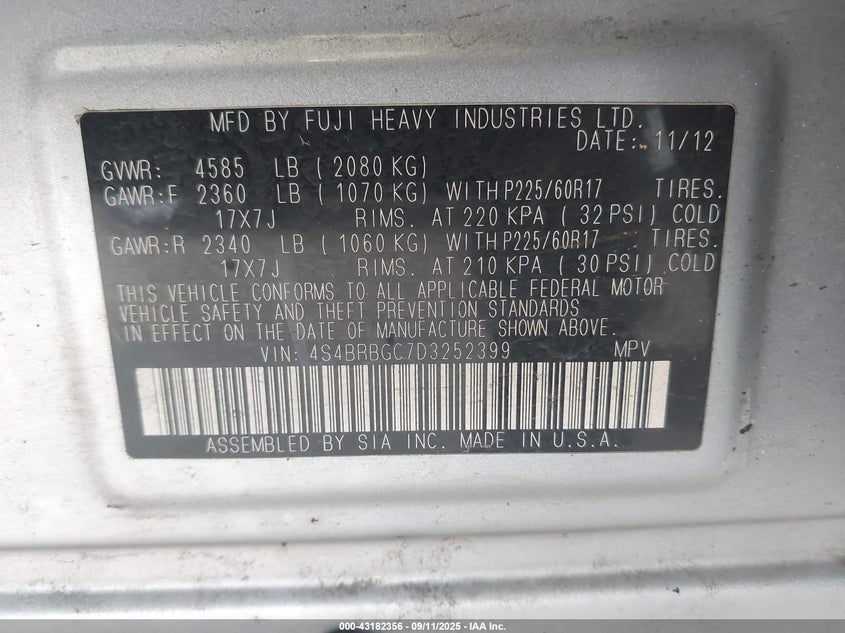 MFD BY FUJI HEAVY INDUSTRIES LTD.
DATE: 11/12
GVWR: 4585 LB ( 2080 KG)
GAWR:F 2360 LB ( 1070 KG) WITH P225/60R17 TIRES.
17X7J RIMS. AT 220 KPA ( 32 PSI) COLD
GAWR:R 2340 LB ( 1060 KG) WITH P225/60R17 TIRES.
17X7J RIMS. AT 210 KPA ( 30 PSI) COLD
THIS VEHICLE CONFORMS TO ALL APPLICABLE FEDERAL MOTOR
VEHICLE SAFETY AND THEFT PREVENTION STANDARDS
IN EFFECT ON THE DATE OF MANUFACTURE SHOWN ABOVE.
VIN: 4S4BRBGC7D3252399 MPV
ASSEMBLED BY SIA INC. MADE IN U.S.A.
000-43182356 | 09/11/2025 | IAA Inc.